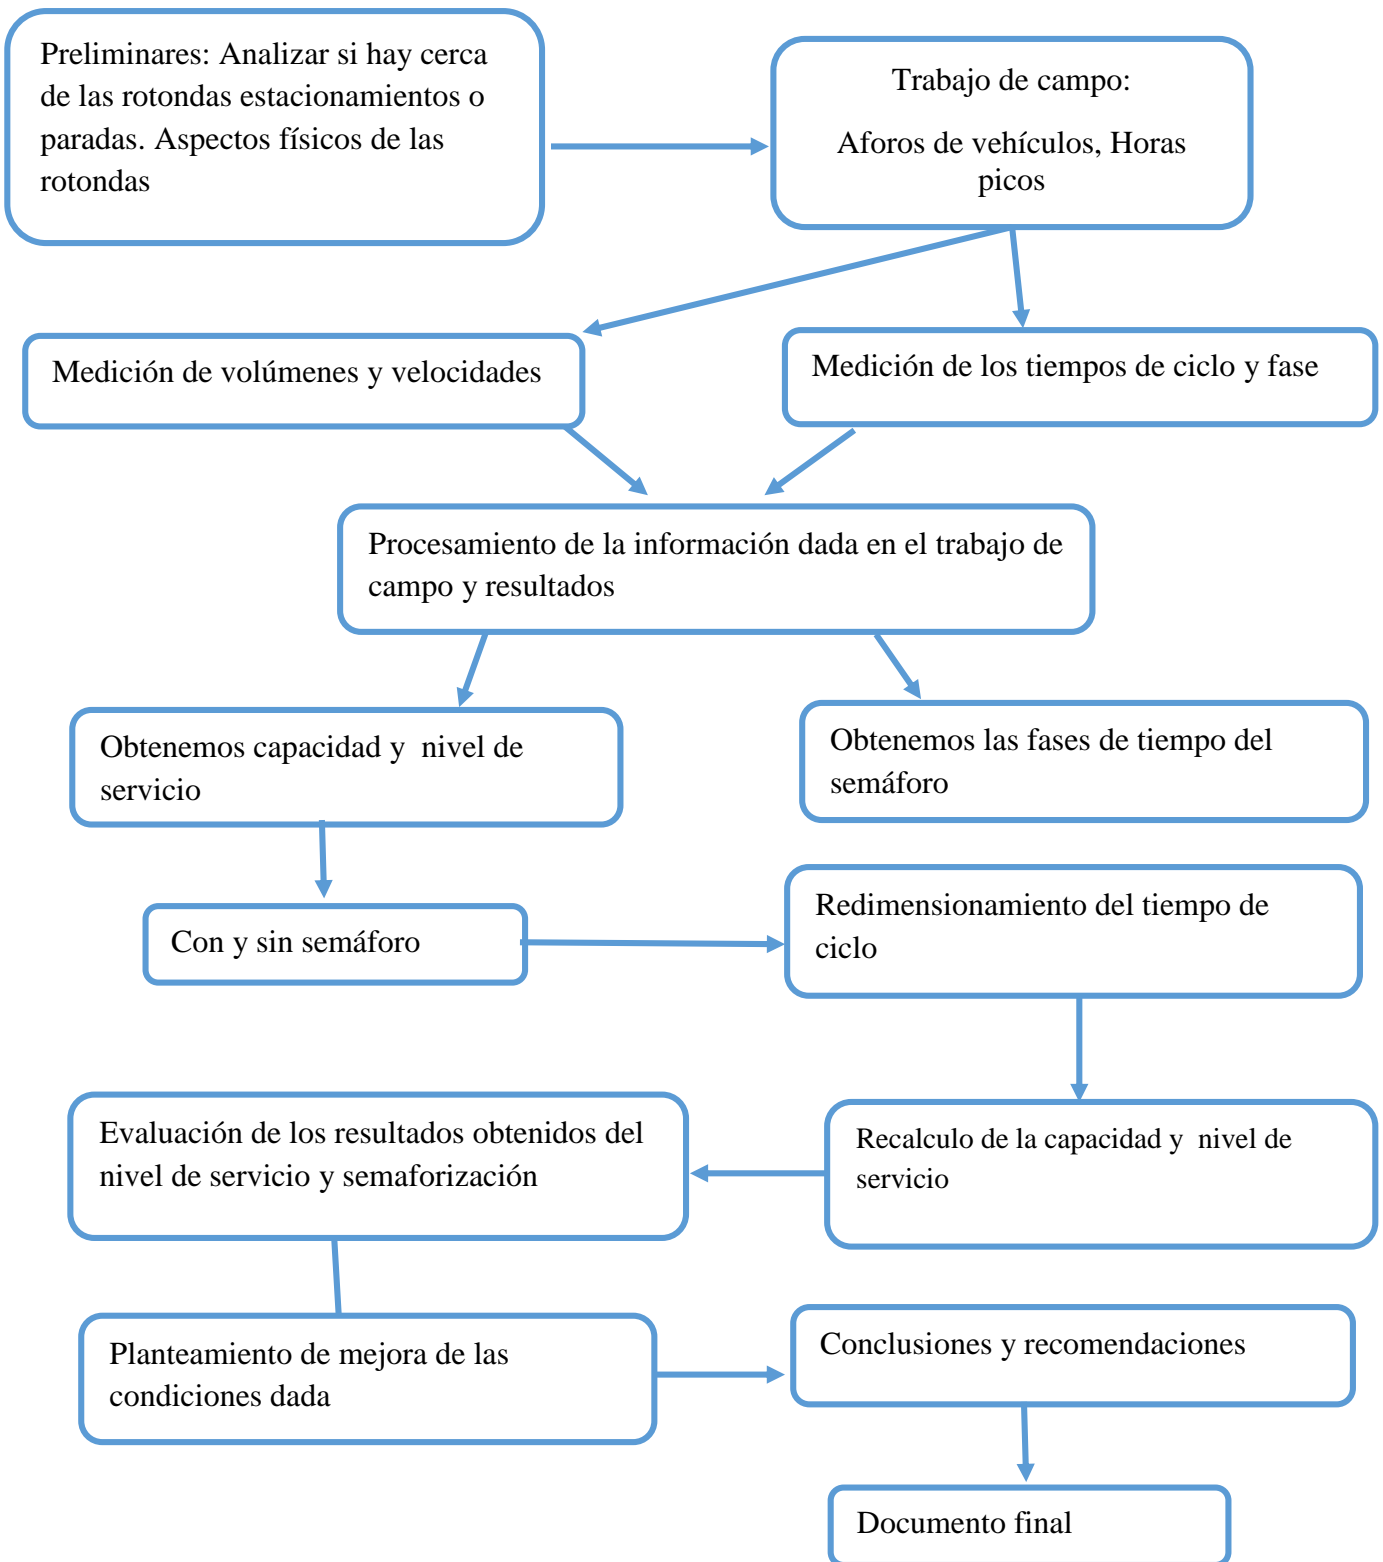 Preliminares: Analizar si hay cerca
de las rotondas estacionamientos o
paradas. Aspectos físicos de las
rotondas
Trabajo de campo:
Aforos de vehículos, Horas
picos
Medición de volúmenes y velocidades
Medición de los tiempos de ciclo y fase
Procesamiento de la información dada en el trabajo de
campo y resultados
Obtenemos capacidad y  nivel de
servicio
Obtenemos las fases de tiempo del
semáforo
Con y sin semáforo
Redimensionamiento del tiempo de
ciclo
Evaluación de los resultados obtenidos del
nivel de servicio y semaforización
Recalculo de la capacidad y  nivel de
servicio
Planteamiento de mejora de las
condiciones dada
Conclusiones y recomendaciones
Documento final